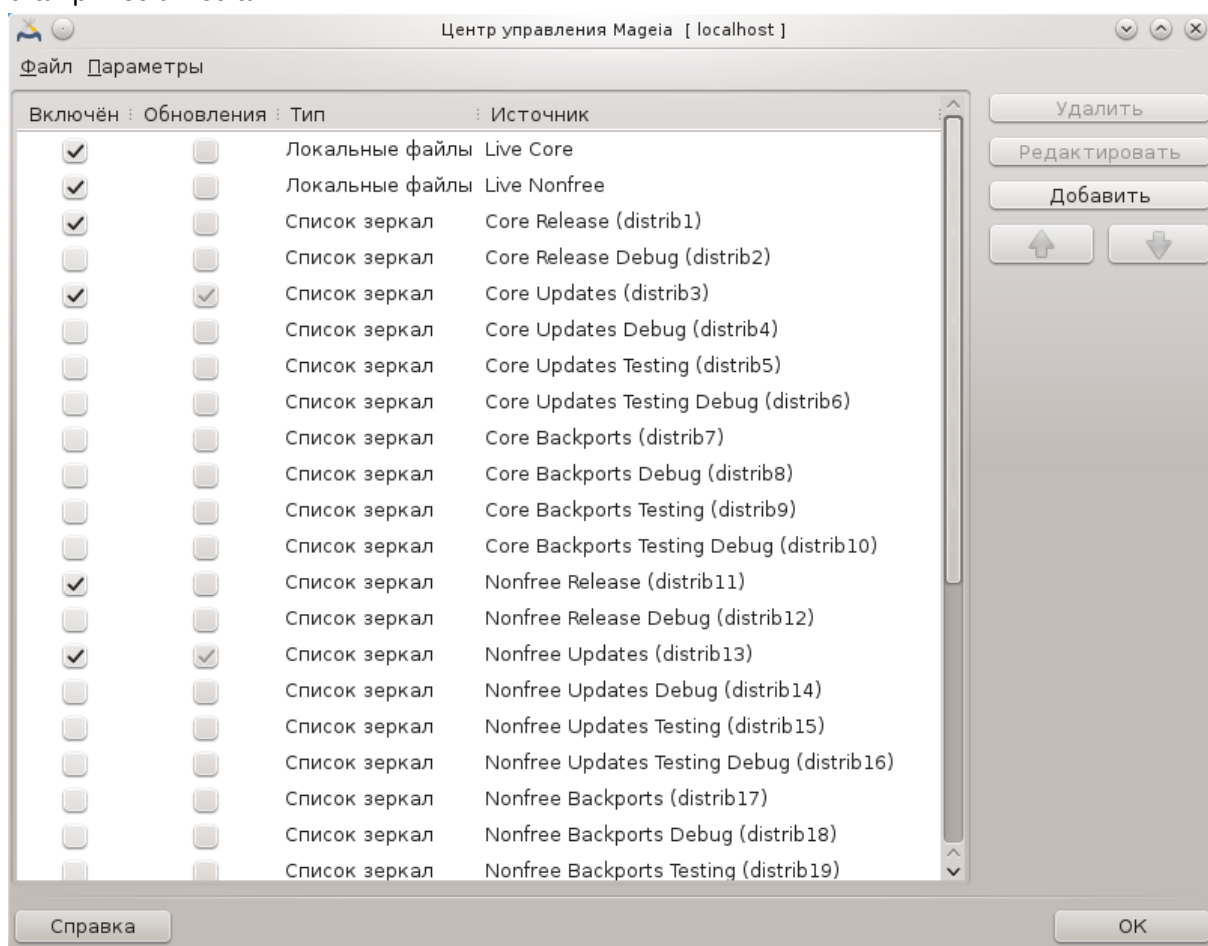 Центр управления Mageia [ localhost ]
Файл Параметры
Включён Обновления Тип Источник
Локальные файлы Live Core
Локальные файлы Live Nonfree
Список зеркал Core Release (distrib1)
Список зеркал Core Release Debug (distrib2)
Список зеркал Core Updates (distrib3)
Список зеркал Core Updates Debug (distrib4)
Список зеркал Core Updates Testing (distrib5)
Список зеркал Core Updates Testing Debug (distrib6)
Список зеркал Core Backports (distrib7)
Список зеркал Core Backports Debug (distrib8)
Список зеркал Core Backports Testing (distrib9)
Список зеркал Core Backports Testing Debug (distrib10)
Список зеркал Nonfree Release (distrib11)
Список зеркал Nonfree Release Debug (distrib12)
Список зеркал Nonfree Updates (distrib13)
Список зеркал Nonfree Updates Debug (distrib14)
Список зеркал Nonfree Updates Testing (distrib15)
Список зеркал Nonfree Updates Testing Debug (distrib16)
Список зеркал Nonfree Backports (distrib17)
Список зеркал Nonfree Backports Debug (distrib18)
Список зеркал Nonfree Backports Testing (distrib19)
Удалить
Редактировать
Добавить
Справка
OK